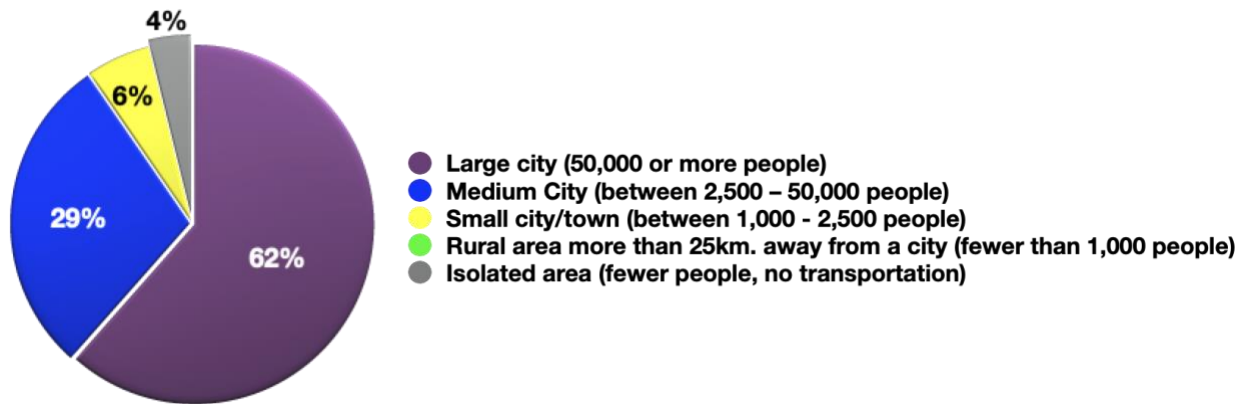 4%
6%
29%
62%
Large city (50,000 or more people)
Medium City (between 2,500 – 50,000 people)
Small city/town (between 1,000 - 2,500 people)
Rural area more than 25km. away from a city (fewer than 1,000 people)
Isolated area (fewer people, no transportation)